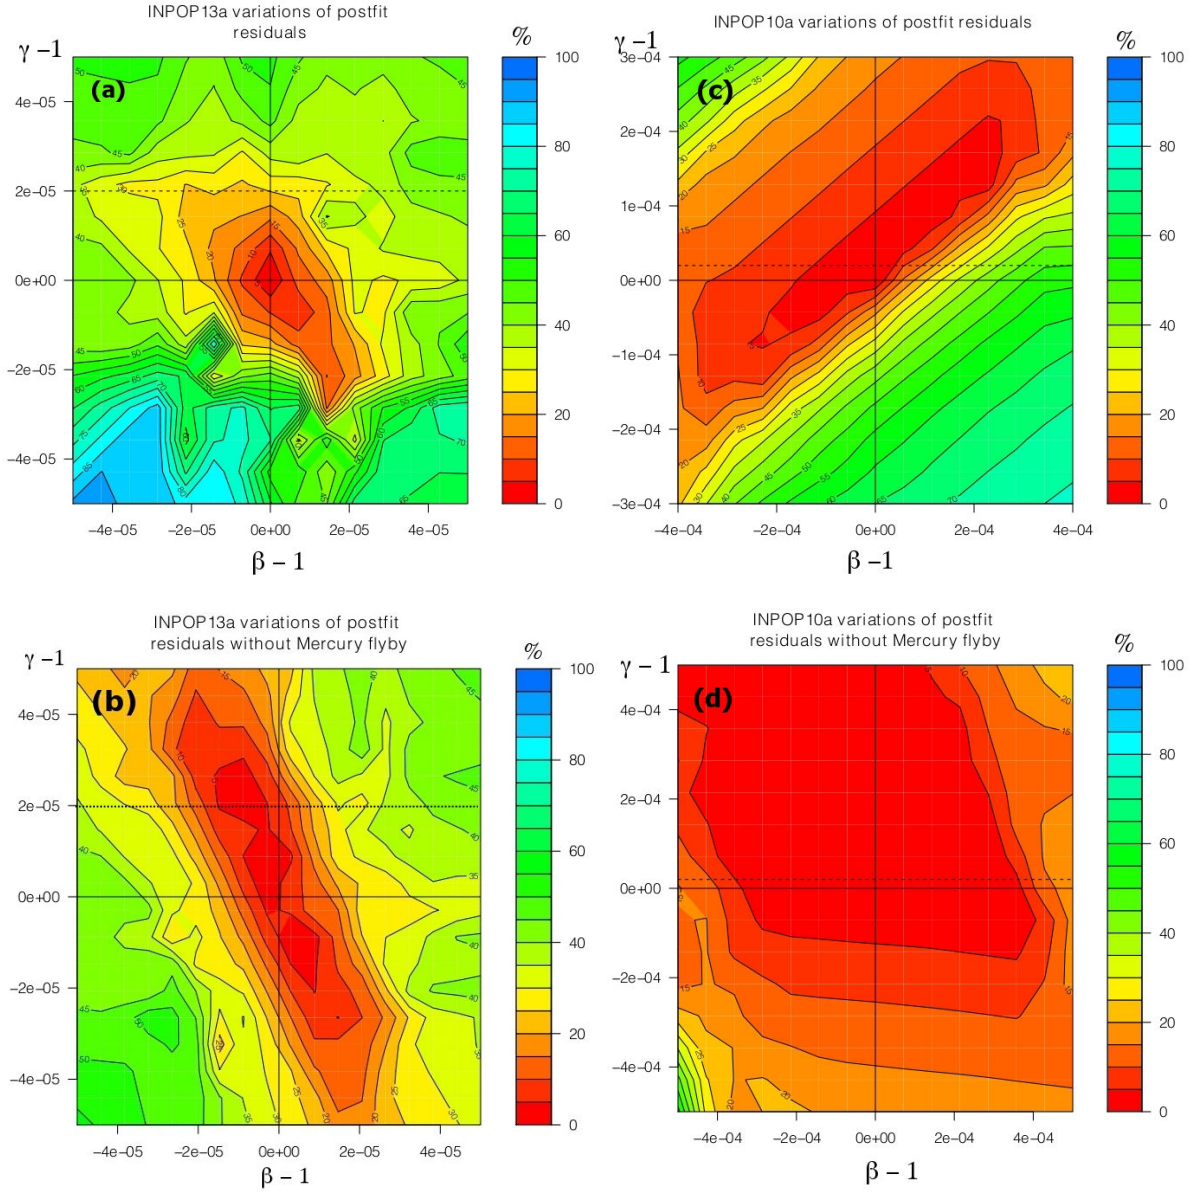 INPOP13a variations of postfit
residuals
γ −1
%
(a)
100
80
60
40
20
0
4e−05
2e−05
0e+00
−2e−05
−4e−05
−4e−05 −2e−05 0e+00 2e−05 4e−05
β − 1
INPOP10a variations of postfit residuals
γ −1
%
(c)
100
80
60
40
20
0
3e−04
2e−04
1e−04
0e+00
−1e−04
−2e−04
−3e−04
−4e−04 −2e−04 0e+00 2e−04 4e−04
β −1
INPOP13a variations of postfit
residuals without Mercury flyby
γ −1
%
(b)
100
80
60
40
20
0
4e−05
2e−05
0e+00
−2e−05
−4e−05
−4e−05 −2e−05 0e+00 2e−05 4e−05
β − 1
INPOP10a variations of postfit
residuals without Mercury flyby
γ − 1
%
(d)
100
80
60
40
20
0
4e−04
2e−04
0e+00
−2e−04
−4e−04
−4e−04 −2e−04 0e+00 2e−04 4e−04
β − 1